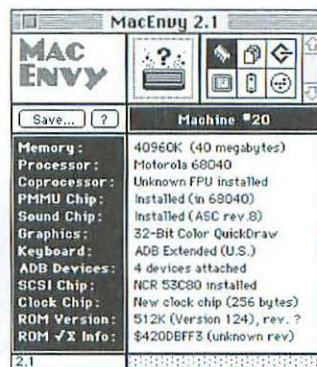 MacEnvy 2.1
MAC
ENVY
?
Save... ?
Machine #20
Memory: 40960K (40 megabytes)
Processor: Motorola 68040
Coprocessor: Unknown FPU installed
PMMU Chip: Installed (in 68040)
Sound Chip: Installed (ASC rev.8)
Graphics: 32-Bit Color QuickDraw
Keyboard: ADB Extended (U.S.)
ADB Devices: 4 devices attached
SCSI Chip: NCR 53C80 installed
Clock Chip: New clock chip (256 bytes)
ROM Version: 512K (Version 124), rev. ?
ROM √Σ Info: $420DBFF3 (unknown rev)
2.1